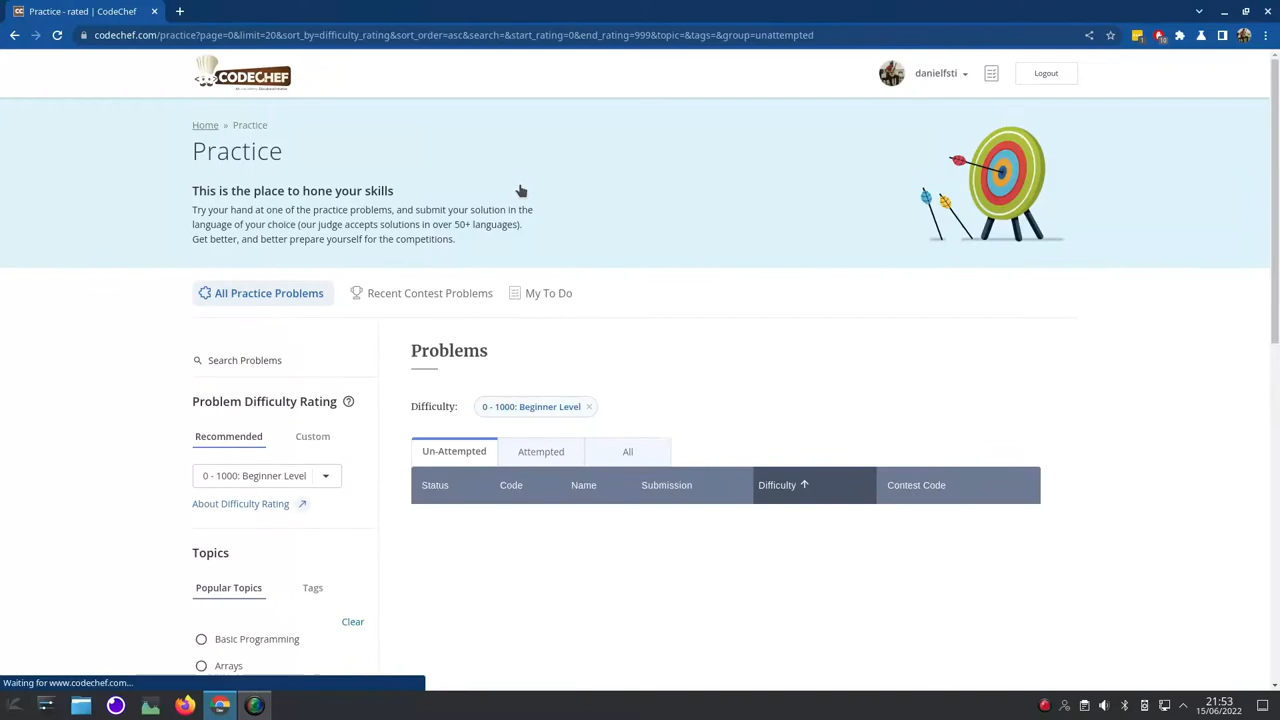 Practice - rated | CodeChef
codechef.com/practice?page=0&limit=20&sort_by=difficulty_rating&sort_order=asc&search=&start_rating=0&end_rating=999&topic=&tags=&group=unattempted
CODECHEF
danielfsti
Logout
Home » Practice
Practice
This is the place to hone your skills
Try your hand at one of the practice problems, and submit your solution in the
language of your choice (our judge accepts solutions in over 50+ languages).
Get better, and better prepare yourself for the competitions.
All Practice Problems
Recent Contest Problems
My To Do
Search Problems
Problems
Problem Difficulty Rating
Difficulty:
0 - 1000: Beginner Level
Recommended
Custom
Un-Attempted
Attempted
All
0 - 1000: Beginner Level
Status
Code
Name
Submission
Difficulty
Contest Code
About Difficulty Rating
Topics
Popular Topics
Tags
Clear
Basic Programming
Arrays
Waiting for www.codechef.com...
21:53
15/06/2022